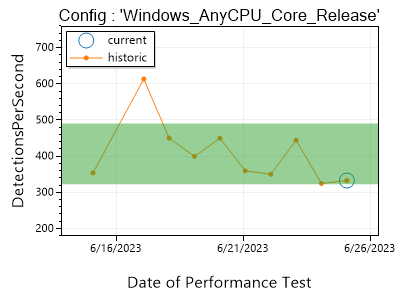 Config : 'Windows_AnyCPU_Core_Release'
current
historic
DetectionsPerSecond
700
600
500
400
300
200
6/16/2023
6/21/2023
6/26/2023
Date of Performance Test